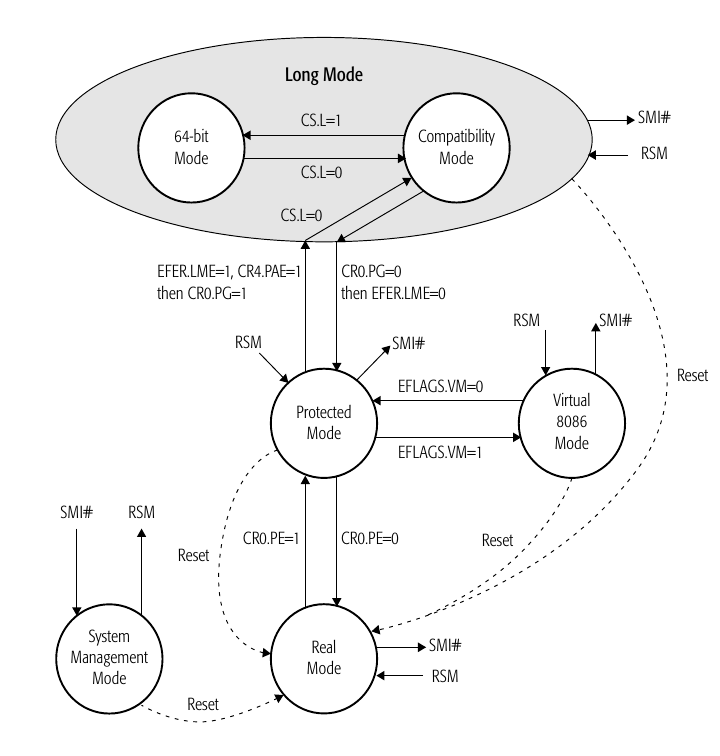 Long Mode
64-bit
Mode
CS.L=1
CS.L=0
Compatibility
Mode
SMI#
RSM
CS.L=0
EFER.LME=1, CR4.PAE=1
then CR0.PG=1
CR0.PG=0
then EFER.LME=0
RSM
SMI#
RSM
SMI#
Reset
Protected
Mode
EFLAGS.VM=0
EFLAGS.VM=1
Virtual
8086
Mode
SMI#
RSM
Reset
CR0.PE=1
CR0.PE=0
Reset
System
Management
Mode
Real
Mode
SMI#
RSM
Reset